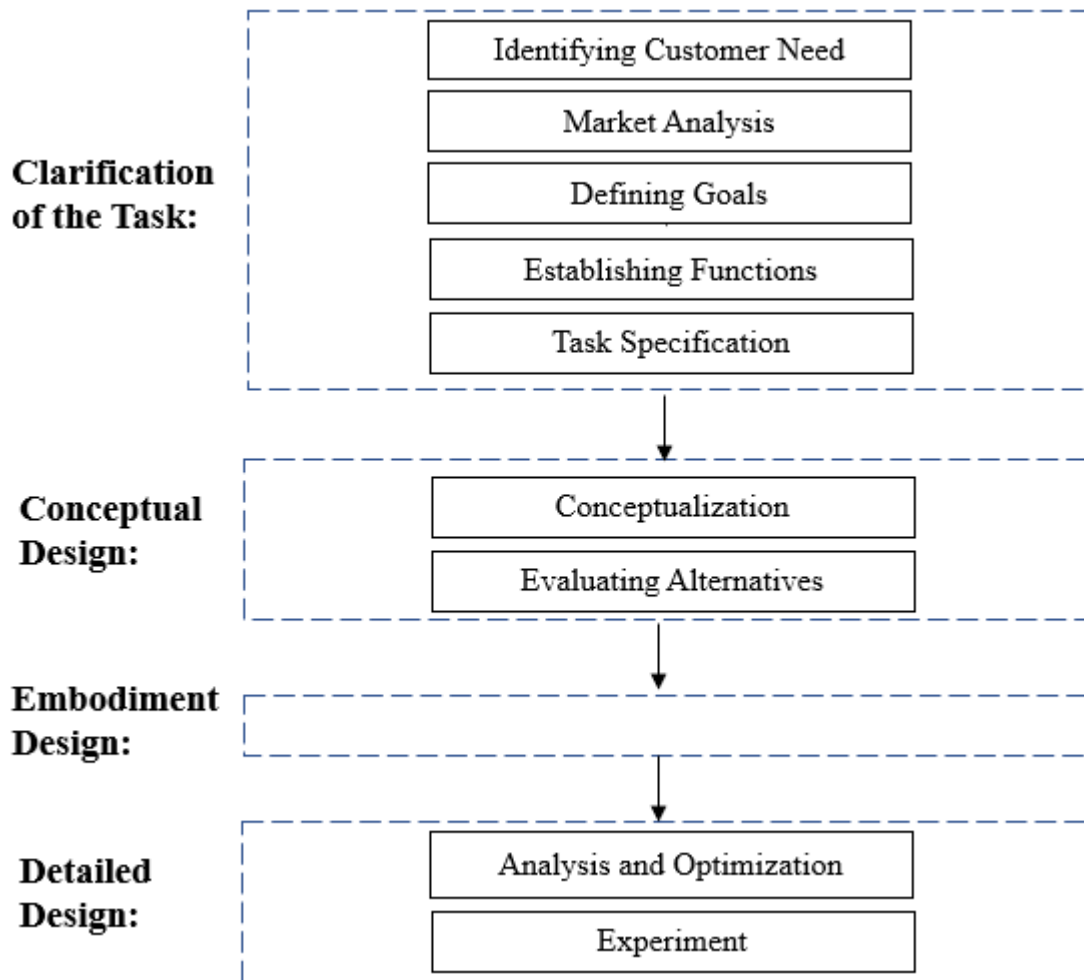 Identifying Customer Need
Market Analysis
Clarification
of the Task:
Defining Goals
Establishing Functions
Task Specification
Conceptual
Design:
Conceptualization
Evaluating Alternatives
Embodiment
Design:
Detailed
Design:
Analysis and Optimization
Experiment